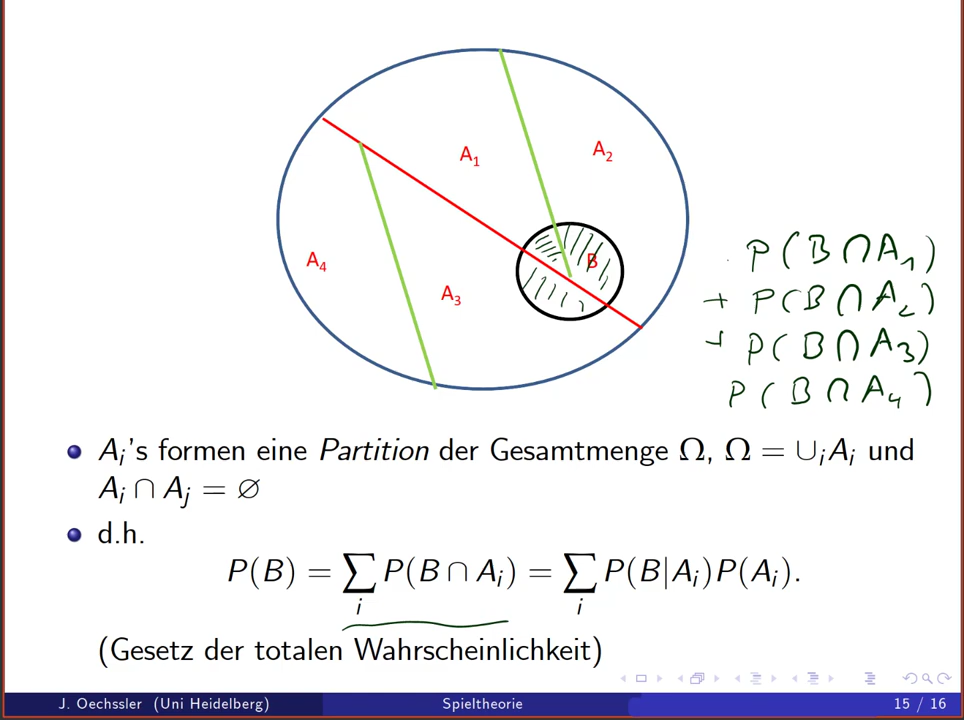 A₁
A₂
B
A₄
A₃
P(B∩A₁)
+ P(B∩A₂)
+ P(B∩A₃)
P(B∩A₄)
Aᵢ's formen eine Partition der Gesamtmenge Ω, Ω = ∪ᵢAᵢ und
Aᵢ ∩ Aⱼ = ∅
d.h.
P(B) = ∑ᵢ P(B ∩ Aᵢ) = ∑ᵢ P(B|Aᵢ)P(Aᵢ).
(Gesetz der totalen Wahrscheinlichkeit)
J. Oechssler (Uni Heidelberg) Spieltheorie 15 / 16